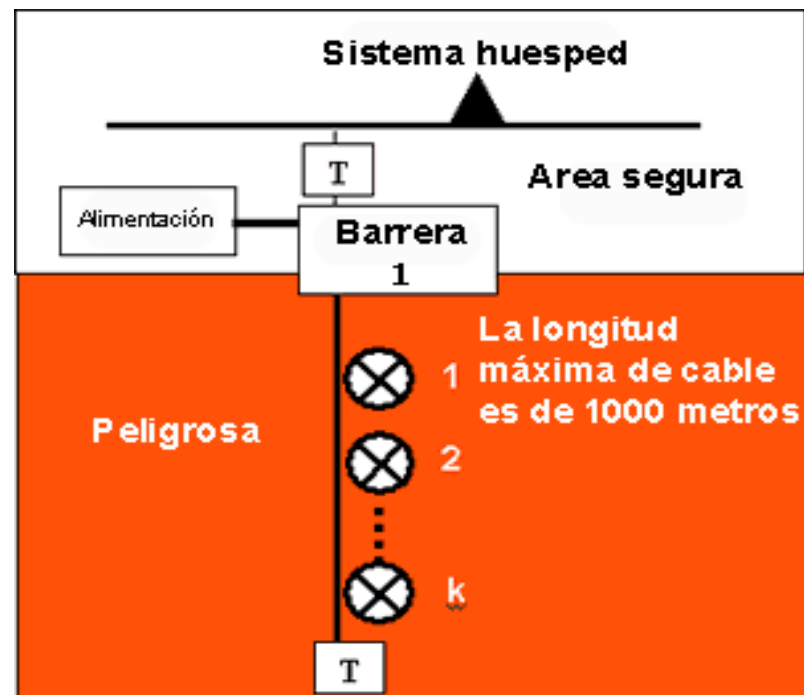 Sistema huesped
T
Area segura
Alimentación
Barrera
1
La longitud
máxima de cable
es de 1000 metros
1
Peligrosa
2
k
T